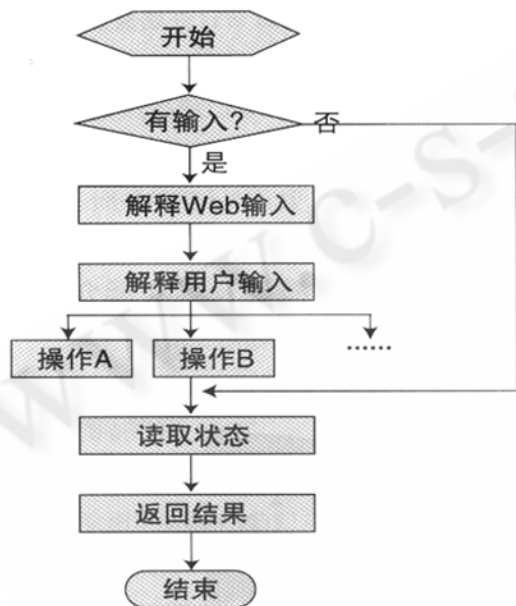 开始
有输入?
否
是
解释Web输入
解释用户输入
操作A
操作B
......
读取状态
返回结果
结束
www.c-s-